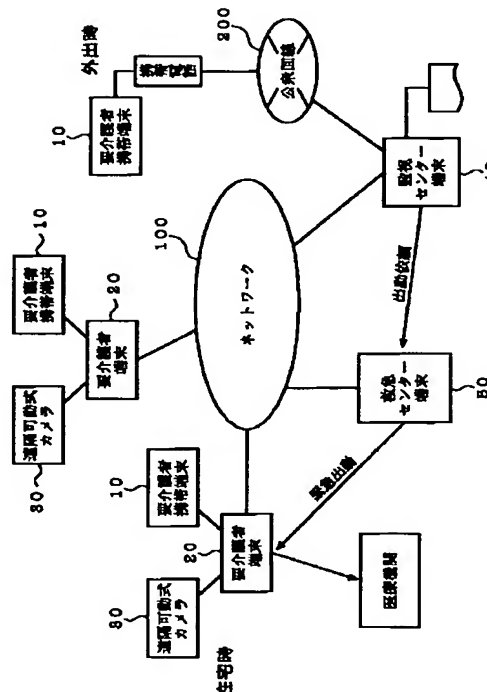 住宅時
30
遠隔可動式
カメラ
20
要介護者
端末
10
要介護者
携帯端末
30
遠隔可動式
カメラ
20
要介護者
端末
10
要介護者
携帯端末
外出時
10
要介護者
携帯端末
携帯電話
200
公衆回線
100
ネットワーク
緊急出動
医療機関
救急
センター
端末
50
出動依頼
監視
センター
端末
40